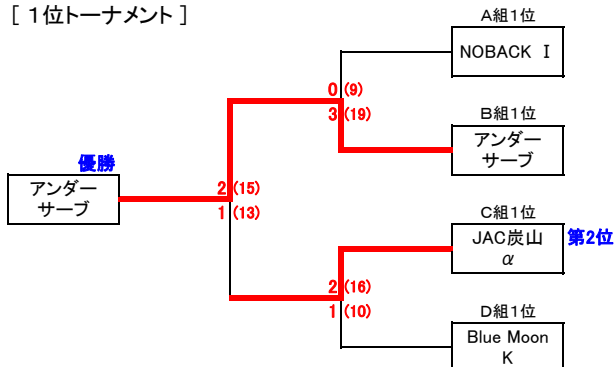 [ 1位トーナメント ]
A組1位
NOBACK Ⅰ
0 (9)
3 (19)
B組1位
アンダー
サーブ
優勝
アンダー
サーブ
2 (15)
1 (13)
C組1位
JAC炭山
α
第2位
2 (16)
1 (10)
D組1位
Blue Moon
K